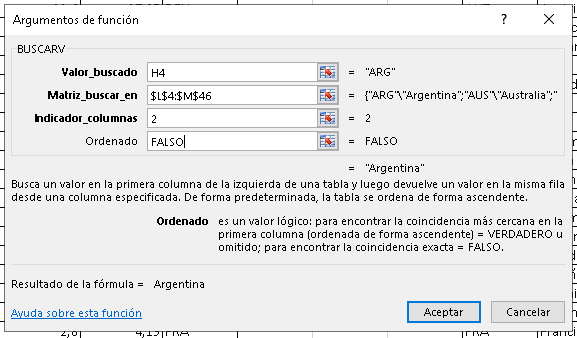 Argumentos de función ? ×
BUSCARV
Valor_buscado H4 = "ARG"
Matriz_buscar_en $L$4:$M$46 = {"ARG"\"Argentina";"AUS"\"Australia";"
Indicador_columnas 2 = 2
Ordenado FALSO = FALSO
= "Argentina"
Busca un valor en la primera columna de la izquierda de una tabla y luego devuelve un valor en la misma fila
desde una columna especificada. De forma predeterminada, la tabla se ordena de forma ascendente.
Ordenado es un valor lógico: para encontrar la coincidencia más cercana en la
primera columna (ordenada de forma ascendente) = VERDADERO u
omitido; para encontrar la coincidencia exacta = FALSO.
Resultado de la fórmula = Argentina
Ayuda sobre esta función Aceptar Cancelar
2,8 4,19 FRA FRA Franci